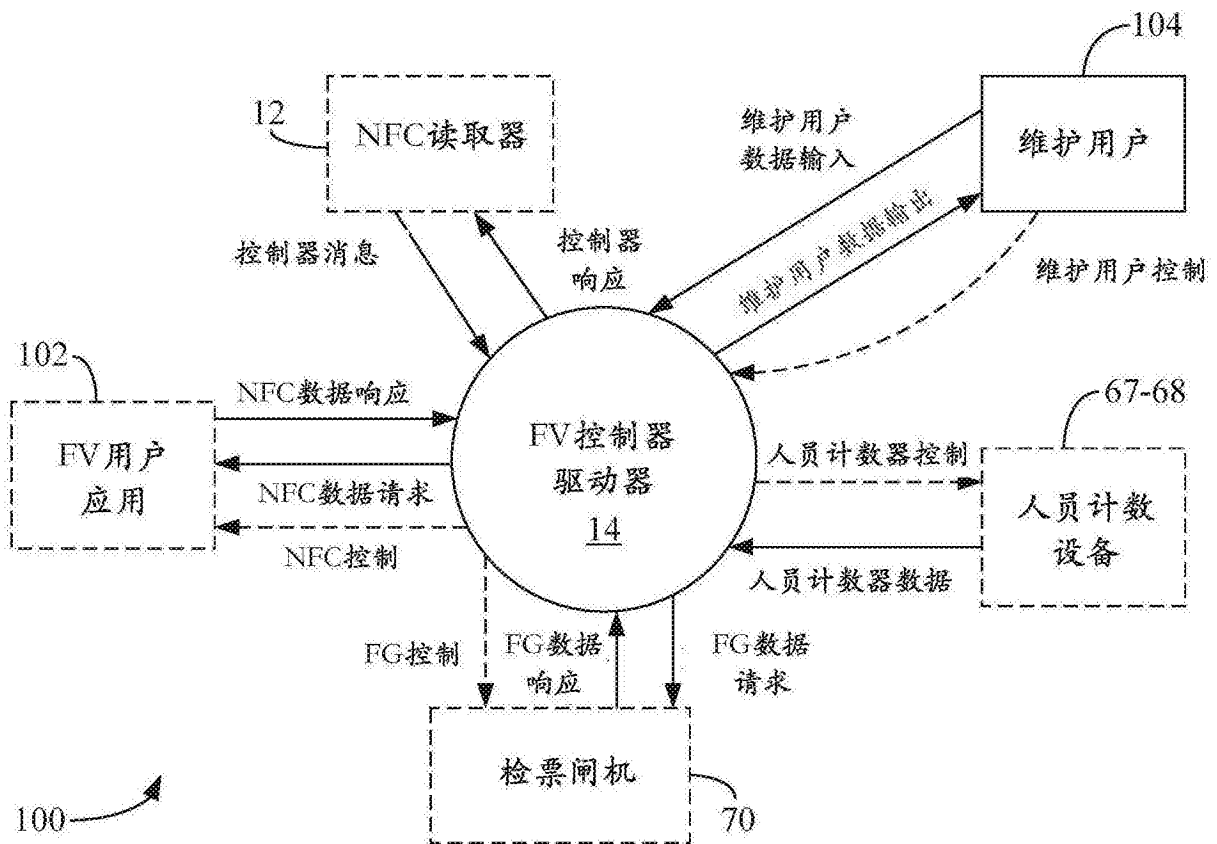 104
12
NFC读取器
维护用户
数据输入
维护用户
控制器消息
控制器
响应
维护用户数据输出
维护用户控制
102
NFC数据响应
FV用户
应用
NFC数据请求
NFC控制
FV控制器
驱动器
14
67-68
人员计数器控制
人员计数
设备
人员计数器数据
FG控制
FG数据
响应
FG数据
请求
检票闸机
70
100